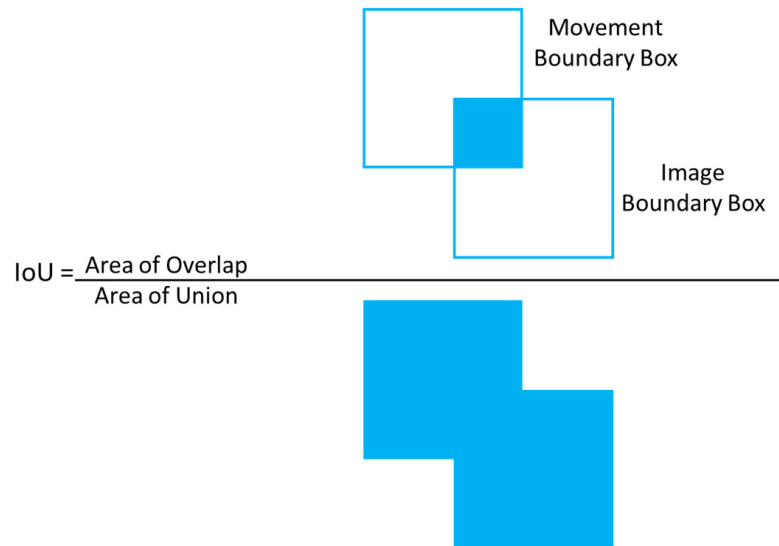 Movement
Boundary Box
Image
Boundary Box
IoU = Area of Overlap
Area of Union